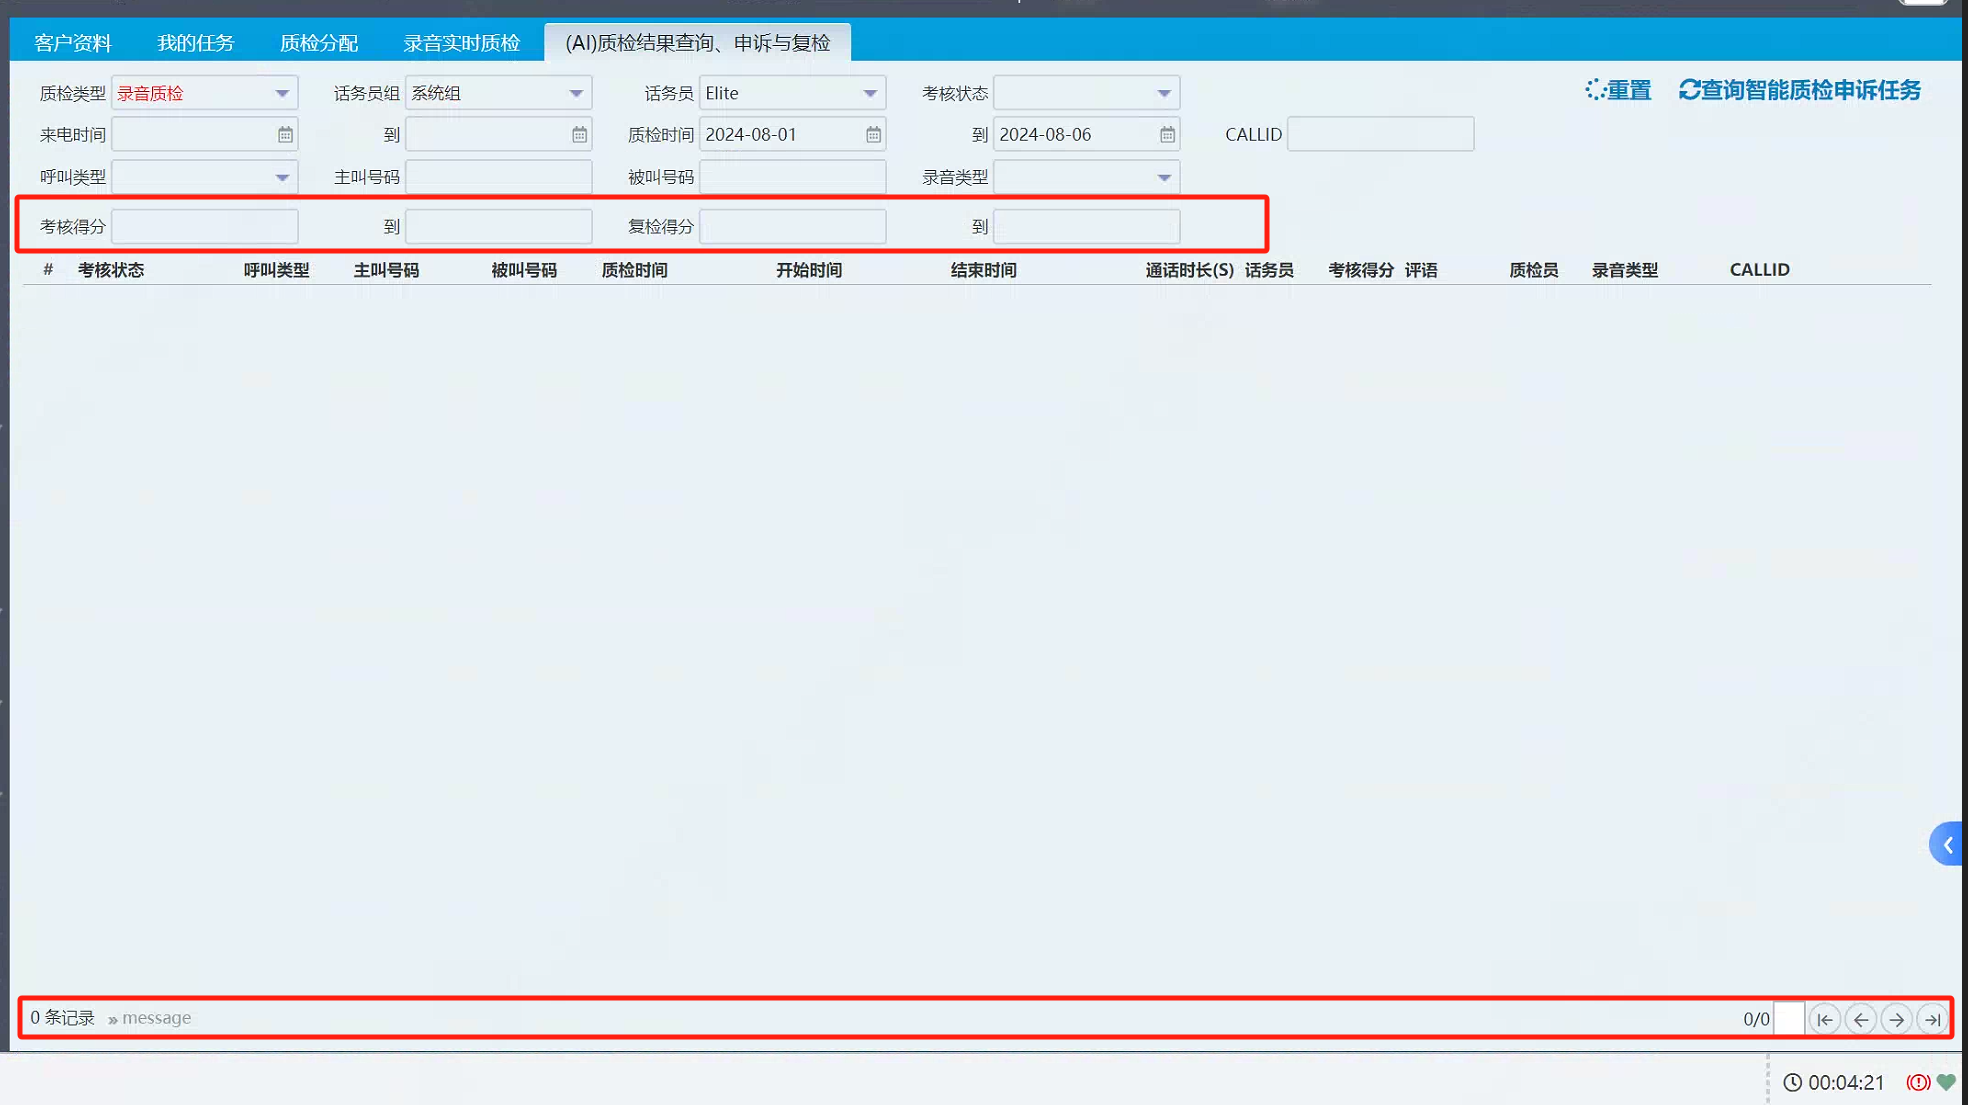 客户资料 我的任务 质检分配 录音实时质检 (AI)质检结果查询、申诉与复检
质检类型 录音质检 话务员组 系统组 话务员 Elite 考核状态 重置 查询智能质检申诉任务
来电时间 到 质检时间 2024-08-01 到 2024-08-06 CALLID
呼叫类型 主叫号码 被叫号码 录音类型
考核得分 到 复检得分 到
# 考核状态 呼叫类型 主叫号码 被叫号码 质检时间 开始时间 结束时间 通话时长(S) 话务员 考核得分 评语 质检员 录音类型 CALLID
0 条记录 » message 0/0
00:04:21